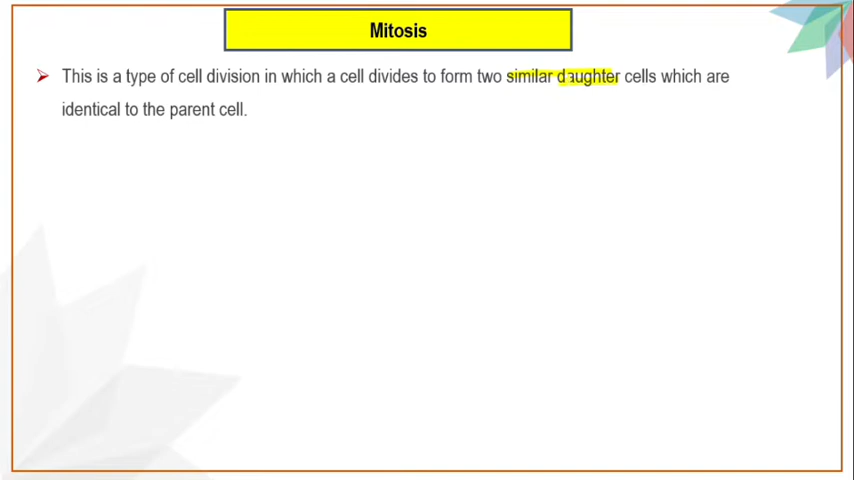 Mitosis
This is a type of cell division in which a cell divides to form two similar daughter cells which are
identical to the parent cell.